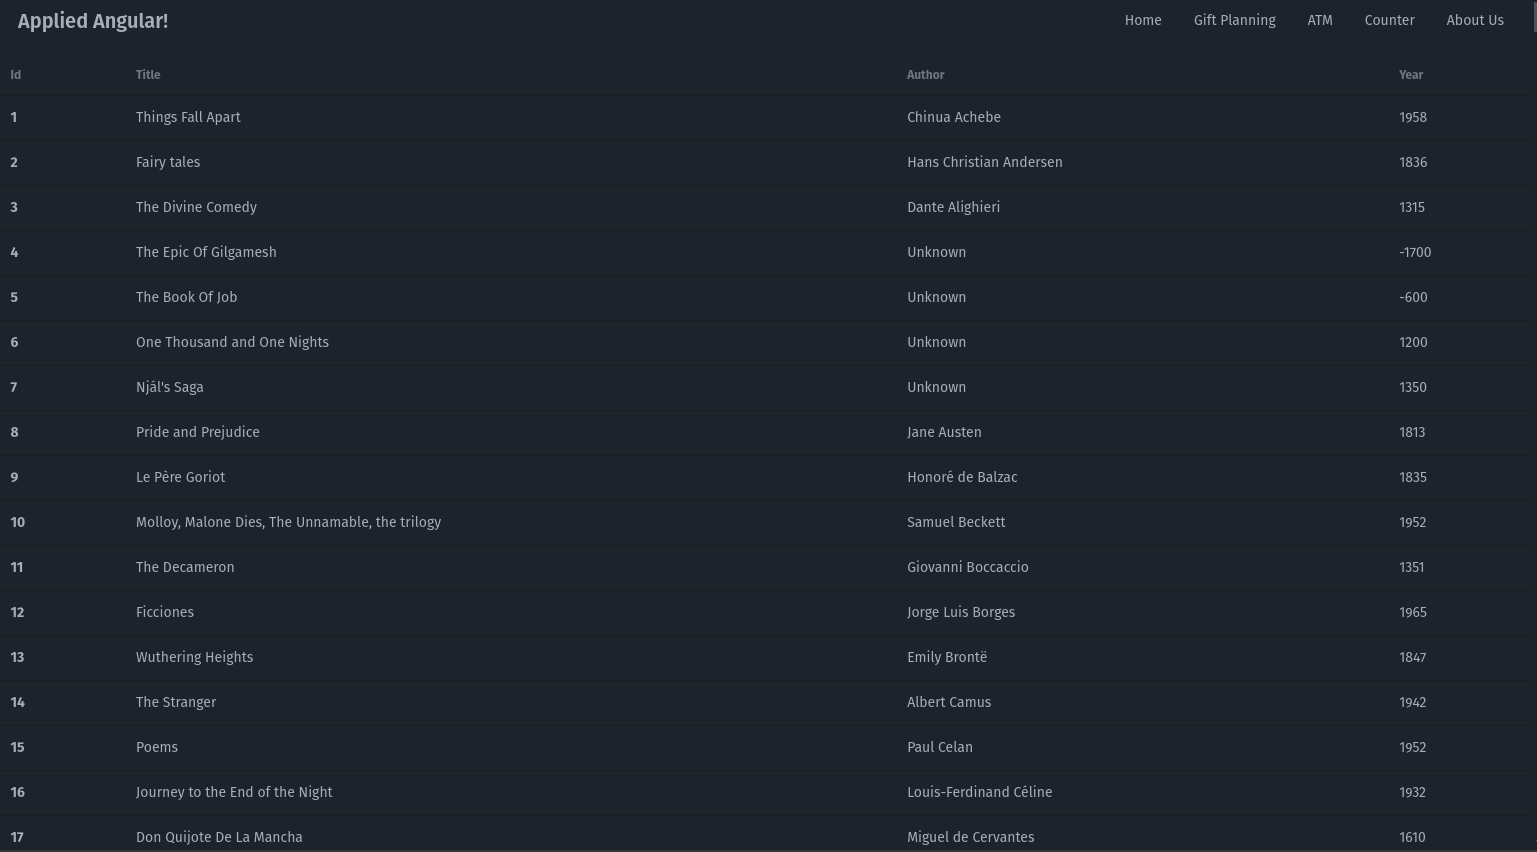 Applied Angular! Home Gift Planning ATM Counter About Us
Id Title Author Year
1 Things Fall Apart Chinua Achebe 1958
2 Fairy tales Hans Christian Andersen 1836
3 The Divine Comedy Dante Alighieri 1315
4 The Epic Of Gilgamesh Unknown -1700
5 The Book Of Job Unknown -600
6 One Thousand and One Nights Unknown 1200
7 Njál's Saga Unknown 1350
8 Pride and Prejudice Jane Austen 1813
9 Le Père Goriot Honoré de Balzac 1835
10 Molloy, Malone Dies, The Unnamable, the trilogy Samuel Beckett 1952
11 The Decameron Giovanni Boccaccio 1351
12 Ficciones Jorge Luis Borges 1965
13 Wuthering Heights Emily Brontë 1847
14 The Stranger Albert Camus 1942
15 Poems Paul Celan 1952
16 Journey to the End of the Night Louis-Ferdinand Céline 1932
17 Don Quijote De La Mancha Miguel de Cervantes 1610